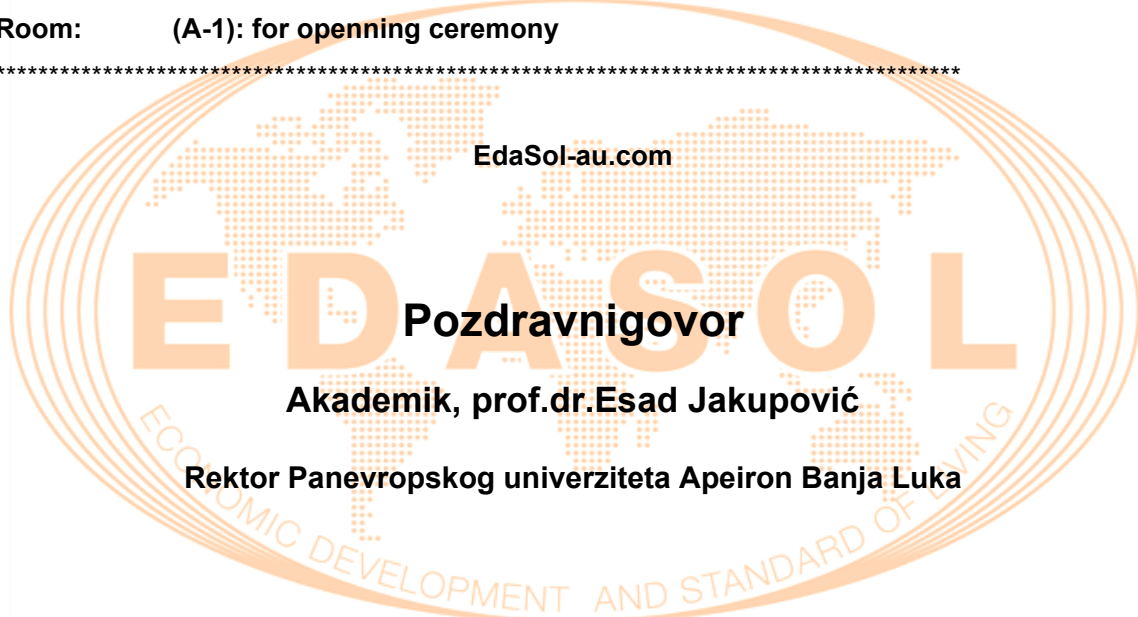 Room: (A-1): for openning ceremony
*******************************************************************************************
EdaSol-au.com
EDASOL
Pozdravnigovor
Akademik, prof.dr.Esad Jakupović
Rektor Panevropskog univerziteta Apeiron Banja Luka
ECONOMIC DEVELOPMENT AND STANDARD OF LIVING